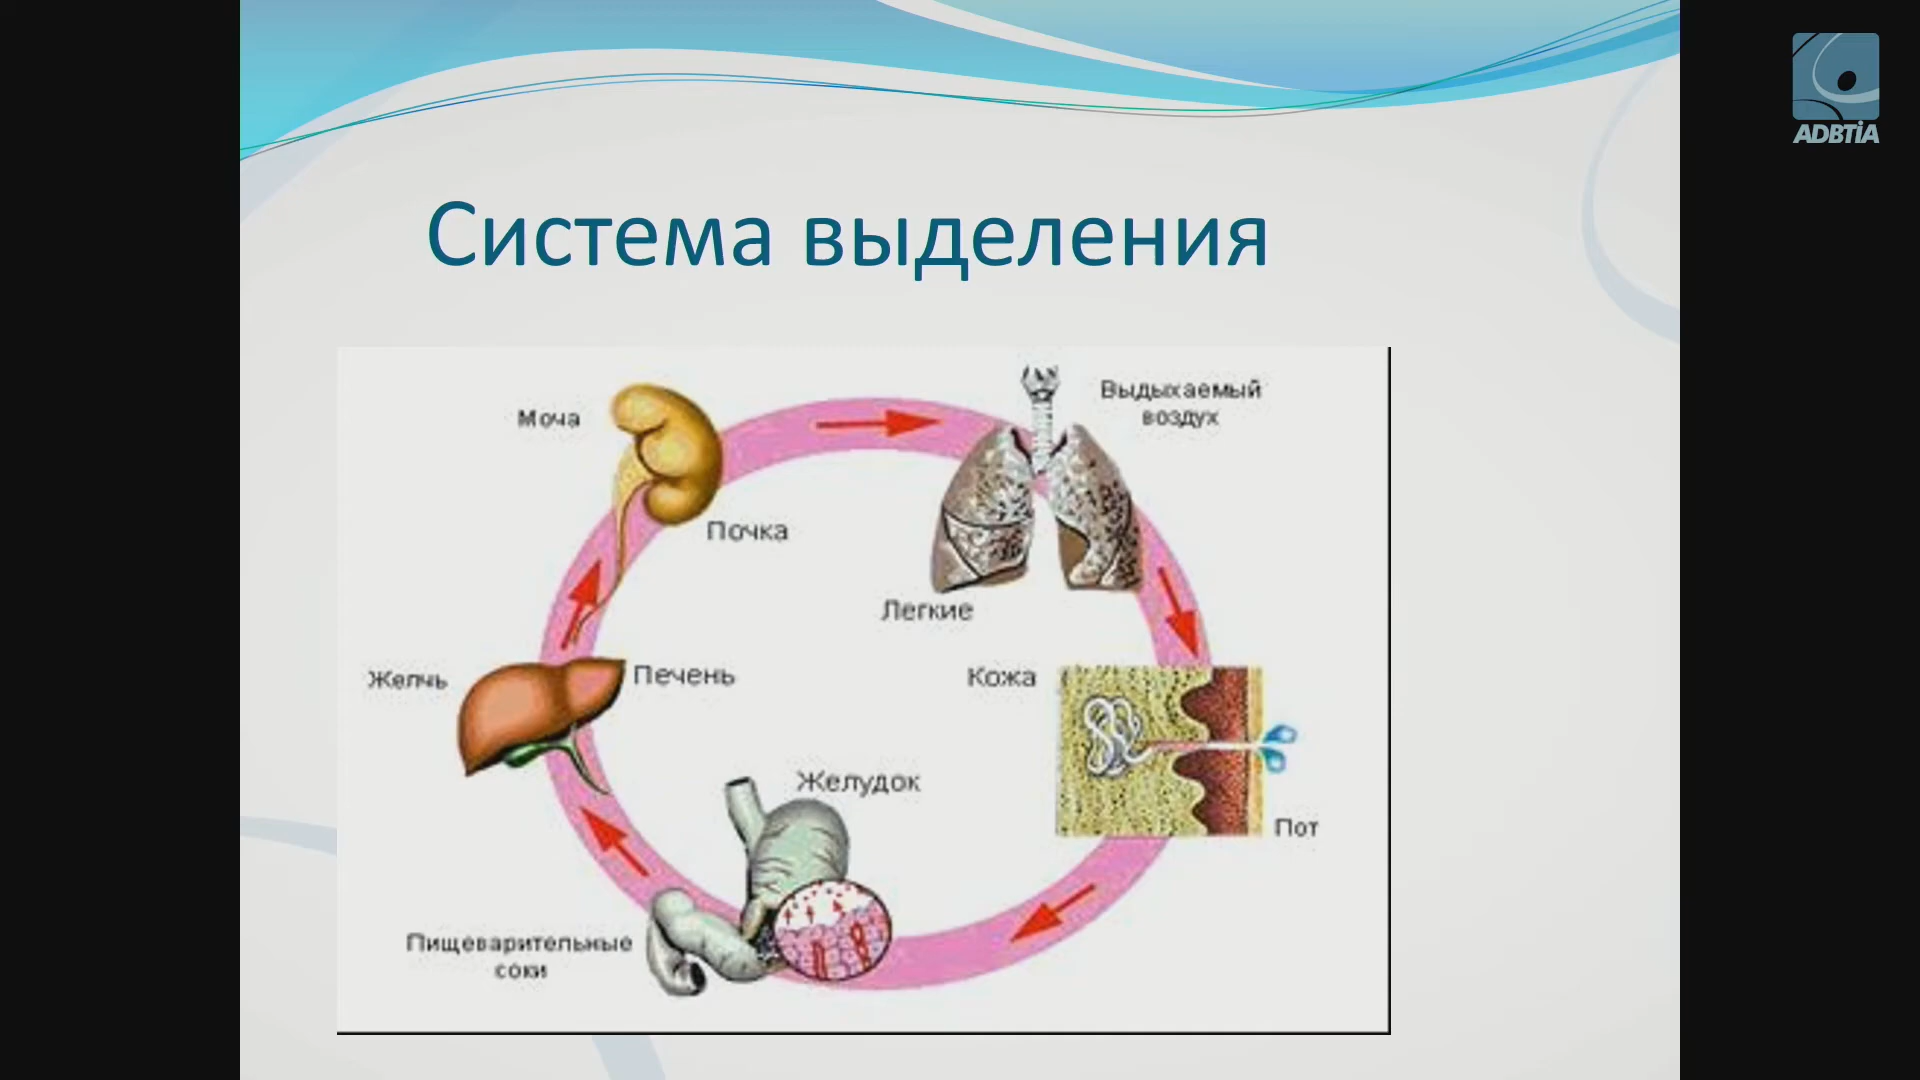 ADBTiA
Система выделения
Выдыхаемый
воздух
Моча
Почка
Легкие
Желчь
Печень
Кожа
Желудок
Пот
Пищеварительные
соки